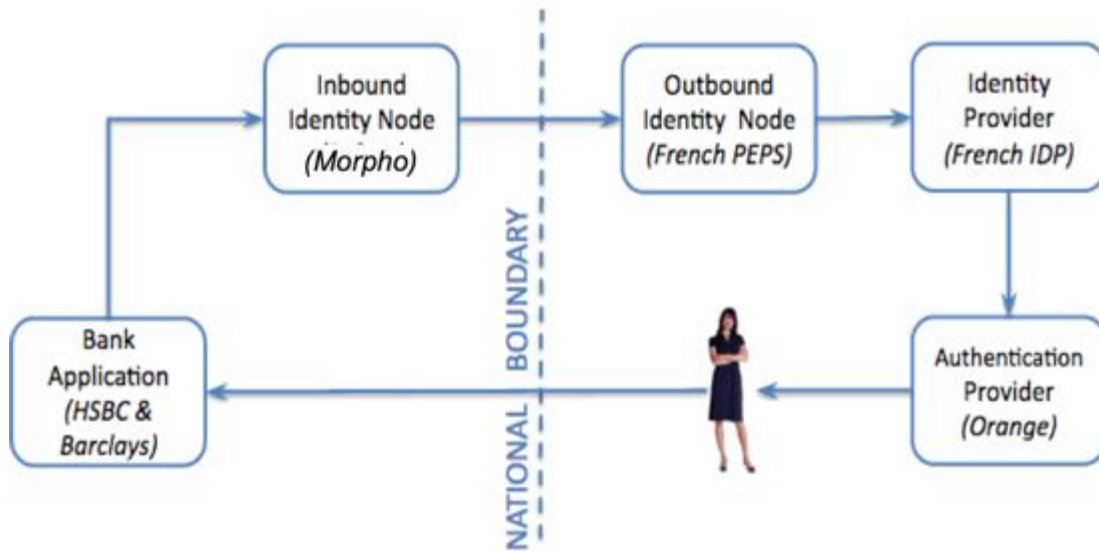 Inbound
Identity Node
(Morpho)
Outbound
Identity Node
(French PEPS)
Identity
Provider
(French IDP)
NATIONAL BOUNDARY
Bank
Application
(HSBC &
Barclays)
Authentication
Provider
(Orange)